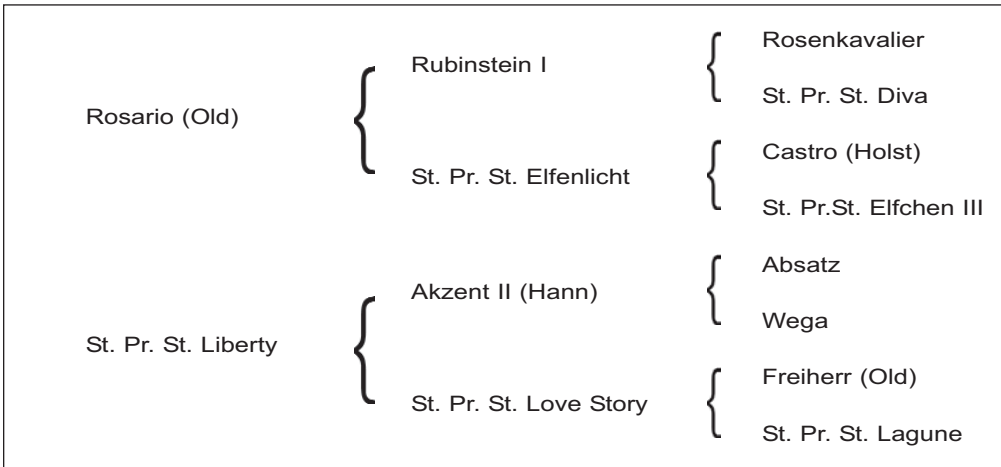 Rosenkavalier
Rubinstein I
St. Pr. St. Diva
Rosario (Old)
Castro (Holst)
St. Pr. St. Elfenlicht
St. Pr.St. Elfchen III
Absatz
Akzent II (Hann)
Wega
St. Pr. St. Liberty
Freiherr (Old)
St. Pr. St. Love Story
St. Pr. St. Lagune